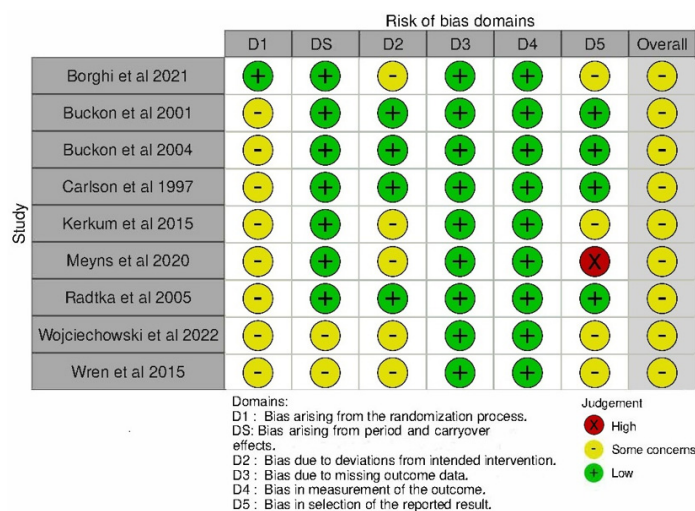 Risk of bias domains
D1 DS D2 D3 D4 D5 Overall
Study
Borghi et al 2021 + + - + + - -
Buckon et al 2001 - + + + + + -
Buckon et al 2004 - + + + + + -
Carlson et al 1997 - + + + + + -
Kerkum et al 2015 - + - + + - -
Meyns et al 2020 - + - + + X -
Radtka et al 2005 - + + + + + -
Wojciechowski et al 2022 - - - + + - -
Wren et al 2015 - - - + + - -
Domains:
D1 : Bias arising from the randomization process.
DS: Bias arising from period and carryover
effects.
D2 : Bias due to deviations from intended intervention.
D3 : Bias due to missing outcome data.
D4 : Bias in measurement of the outcome.
D5 : Bias in selection of the reported result.
Judgement
X High
- Some concerns
+ Low